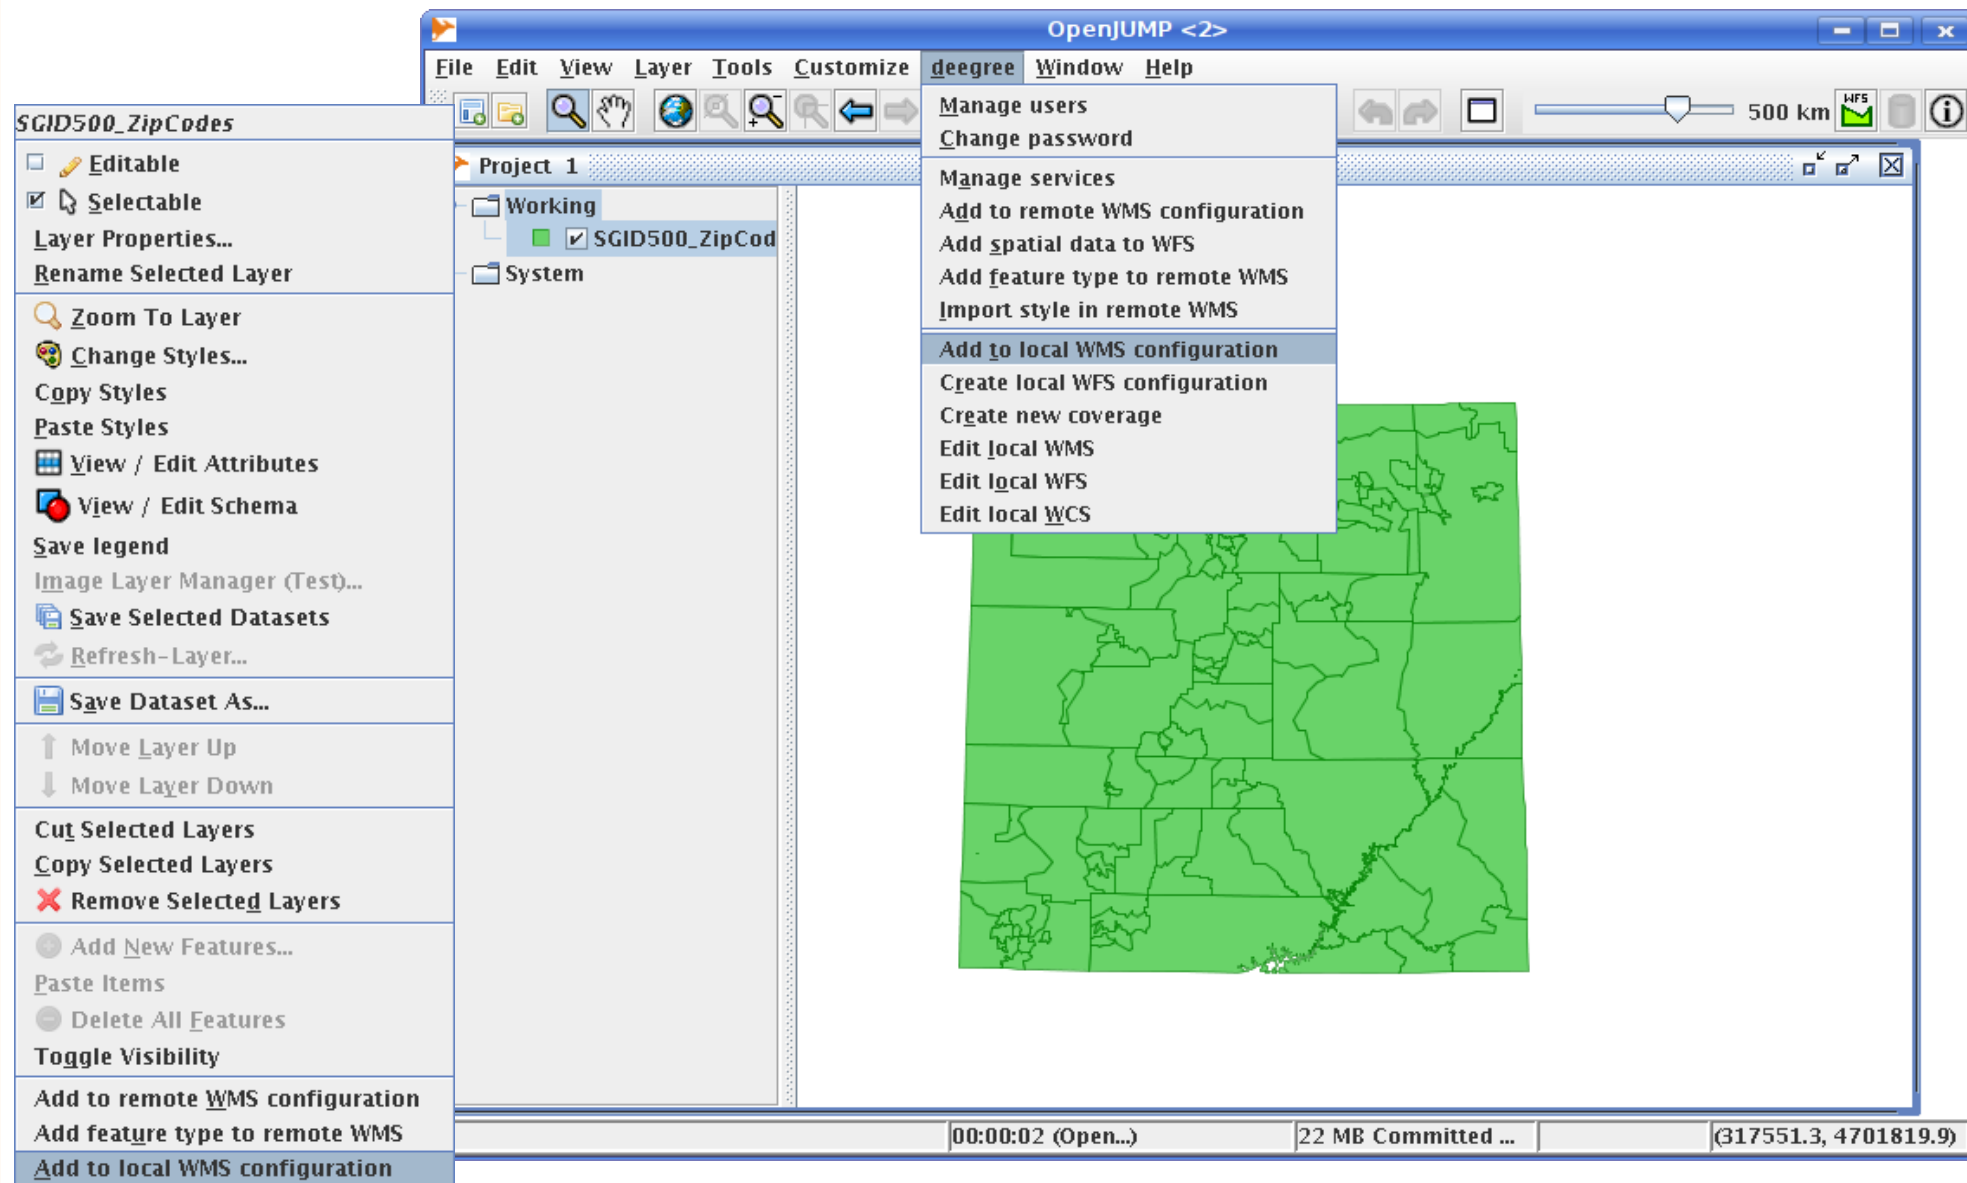 OpenJUMP <2>
File Edit View Layer Tools Customize deegree Window Help
500 km WFS
SGID500_ZipCodes
Editable
Selectable
Layer Properties...
Rename Selected Layer
Zoom To Layer
Change Styles...
Copy Styles
Paste Styles
View / Edit Attributes
View / Edit Schema
Save legend
Image Layer Manager (Test)...
Save Selected Datasets
Refresh-Layer...
Save Dataset As...
Move Layer Up
Move Layer Down
Cut Selected Layers
Copy Selected Layers
Remove Selected Layers
Add New Features...
Paste Items
Delete All Features
Toggle Visibility
Add to remote WMS configuration
Add feature type to remote WMS
Add to local WMS configuration
Project 1
Working
SGID500_ZipCod
System
Manage users
Change password
Manage services
Add to remote WMS configuration
Add spatial data to WFS
Add feature type to remote WMS
Import style in remote WMS
Add to local WMS configuration
Create local WFS configuration
Create new coverage
Edit local WMS
Edit local WFS
Edit local WCS
00:00:02 (Open...)
22 MB Committed ...
(317551.3, 4701819.9)